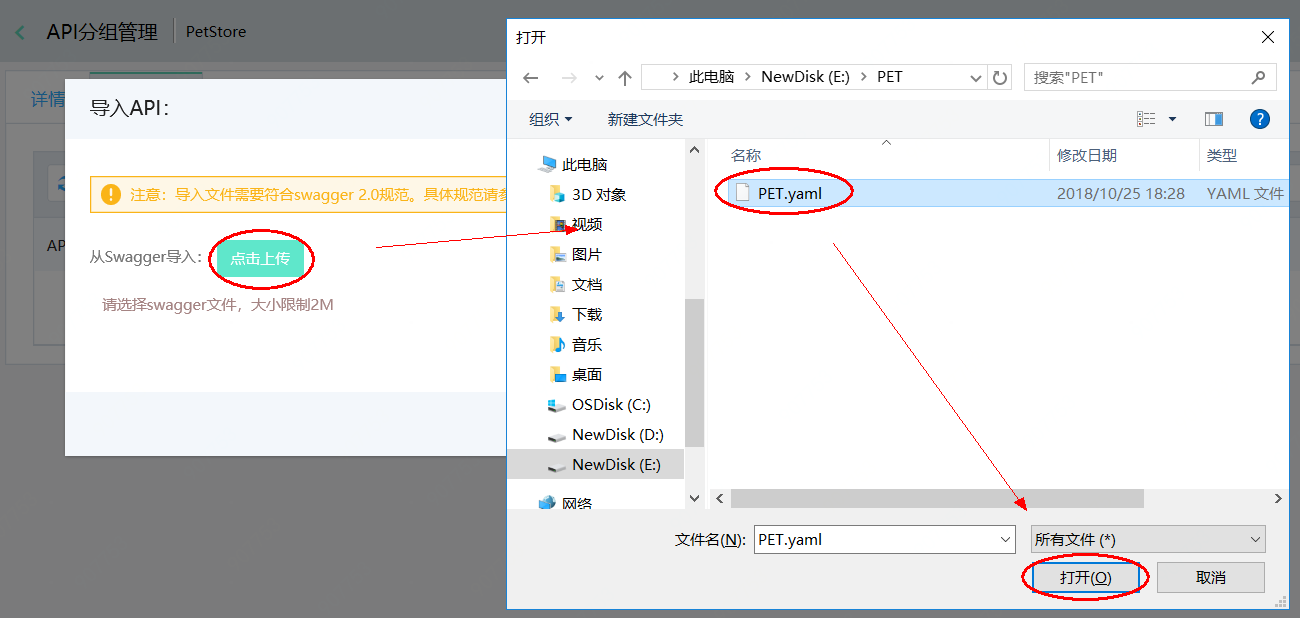 API分组管理 PetStore
详情
导入API：
注意：导入文件需要符合swagger 2.0规范。具体规范请参
AP
从Swagger导入： 点击上传
请选择swagger文件，大小限制2M
打开
此电脑 NewDisk (E:) PET 搜索"PET"
组织 新建文件夹
名称 修改日期 类型
PET.yaml 2018/10/25 18:28 YAML 文件
此电脑
3D 对象
视频
图片
文档
下载
音乐
桌面
OSDisk (C:)
NewDisk (D:)
NewDisk (E:)
网络
文件名(N): PET.yaml 所有文件 (*)
打开(O) 取消